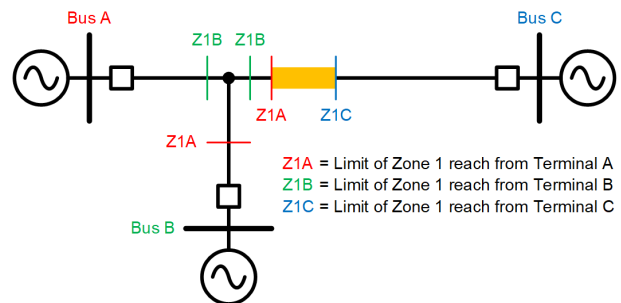 Bus A
Bus C
Z1B Z1B
Z1A Z1C
Z1A
Z1A = Limit of Zone 1 reach from Terminal A
Z1B = Limit of Zone 1 reach from Terminal B
Z1C = Limit of Zone 1 reach from Terminal C
Bus B